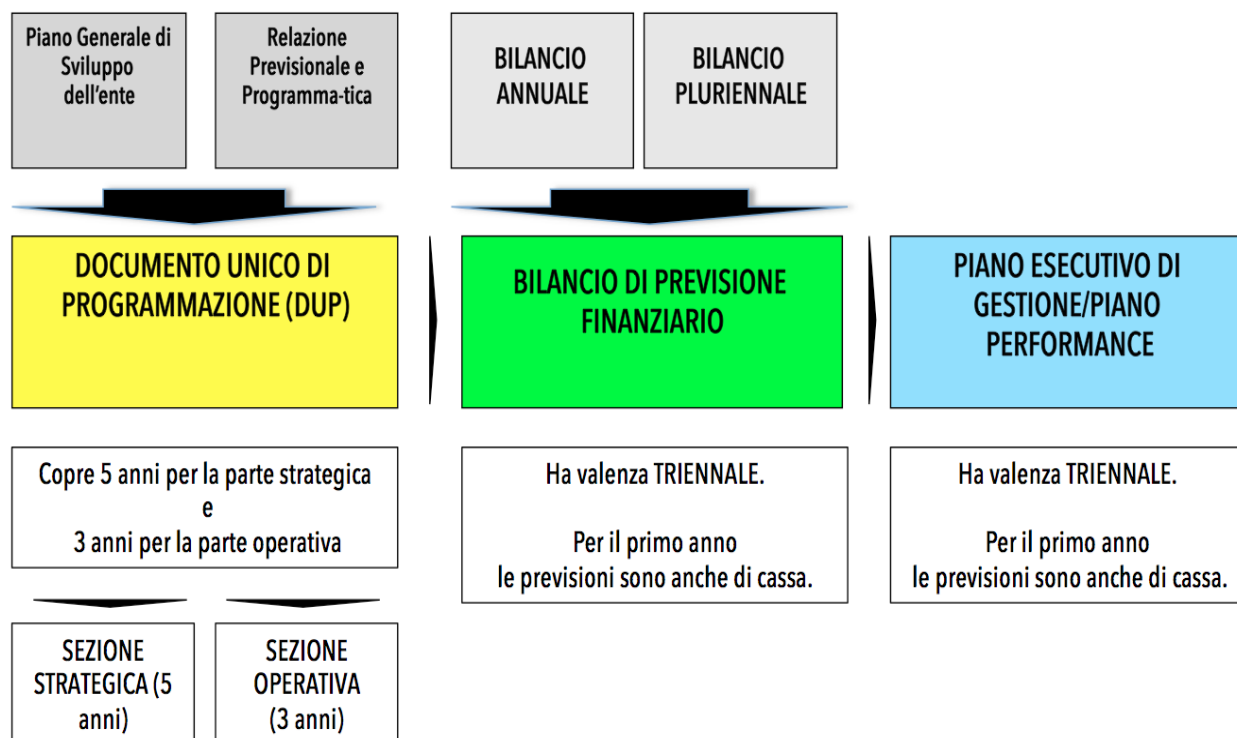 Piano Generale di
Sviluppo
dell'ente
Relazione
Previsionale e
Programma-tica
BILANCIO
ANNUALE
BILANCIO
PLURIENNALE
DOCUMENTO UNICO DI
PROGRAMMAZIONE (DUP)
BILANCIO DI PREVISIONE
FINANZIARIO
PIANO ESECUTIVO DI
GESTIONE/PIANO
PERFORMANCE
Copre 5 anni per la parte strategica
e
3 anni per la parte operativa
Ha valenza TRIENNALE.
Per il primo anno
le previsioni sono anche di cassa.
Ha valenza TRIENNALE.
Per il primo anno
le previsioni sono anche di cassa.
SEZIONE
STRATEGICA (5
anni)
SEZIONE
OPERATIVA
(3 anni)